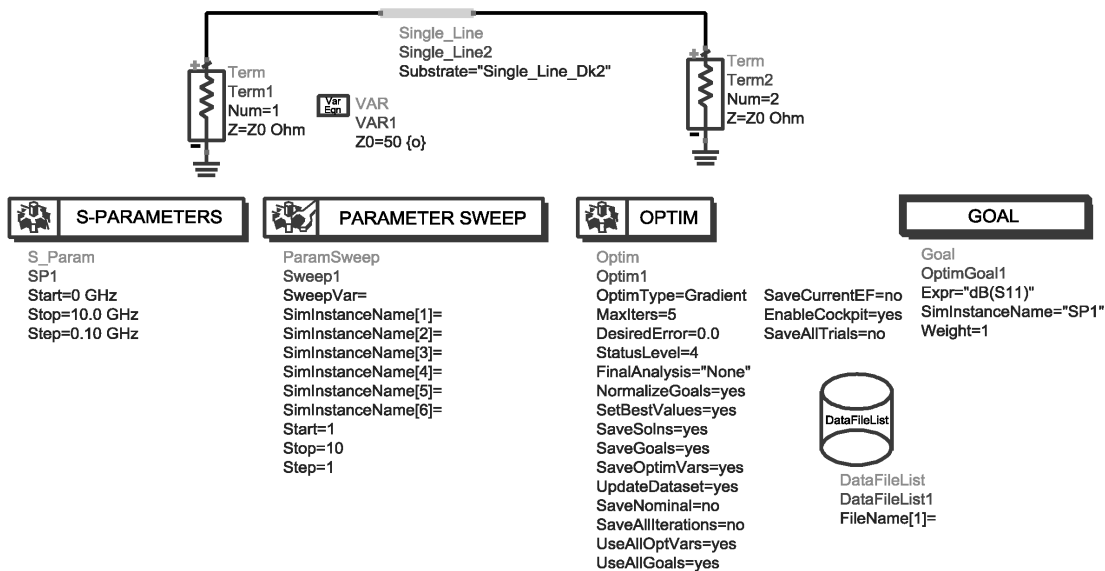 Single_Line
Single_Line2
Substrate="Single_Line_Dk2"
+
Term
Term1
Num=1
Z=Z0 Ohm
-
Var
Eqn
VAR
VAR1
Z0=50 {o}
+
Term
Term2
Num=2
Z=Z0 Ohm
-
S-PARAMETERS
S_Param
SP1
Start=0 GHz
Stop=10.0 GHz
Step=0.10 GHz
PARAMETER SWEEP
ParamSweep
Sweep1
SweepVar=
SimInstanceName[1]=
SimInstanceName[2]=
SimInstanceName[3]=
SimInstanceName[4]=
SimInstanceName[5]=
SimInstanceName[6]=
Start=1
Stop=10
Step=1
OPTIM
Optim
Optim1
OptimType=Gradient
MaxIters=5
DesiredError=0.0
StatusLevel=4
FinalAnalysis="None"
NormalizeGoals=yes
SetBestValues=yes
SaveSolns=yes
SaveGoals=yes
SaveOptimVars=yes
UpdateDataset=yes
SaveNominal=no
SaveAllIterations=no
UseAllOptVars=yes
UseAllGoals=yes
SaveCurrentEF=no
EnableCockpit=yes
SaveAllTrials=no
GOAL
Goal
OptimGoal1
Expr="dB(S11)"
SimInstanceName="SP1"
Weight=1
DataFileList
DataFileList
DataFileList1
FileName[1]=